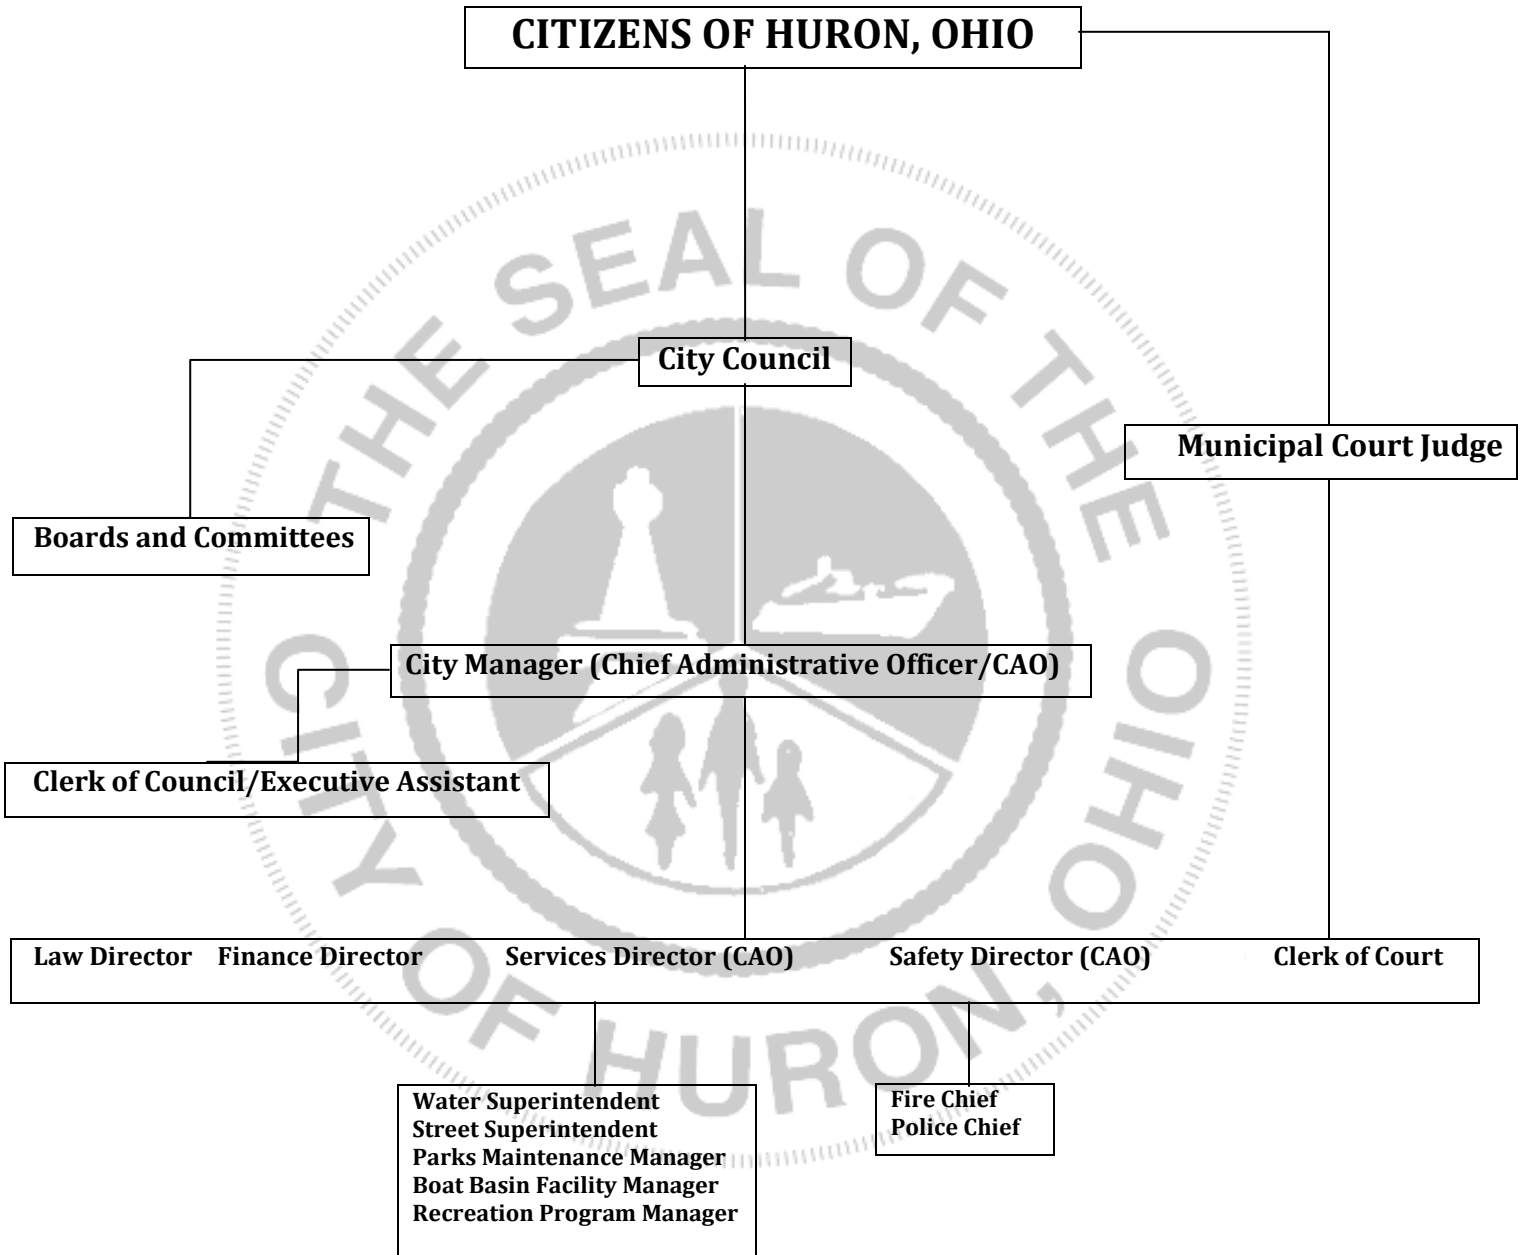 CITIZENS OF HURON, OHIO
THE SEAL OF THE
CITY OF HURON, OHIO
City Council
Municipal Court Judge
Boards and Committees
City Manager (Chief Administrative Officer/CAO)
Clerk of Council/Executive Assistant
Law Director Finance Director Services Director (CAO) Safety Director (CAO) Clerk of Court
Water Superintendent
Street Superintendent
Parks Maintenance Manager
Boat Basin Facility Manager
Recreation Program Manager
Fire Chief
Police Chief